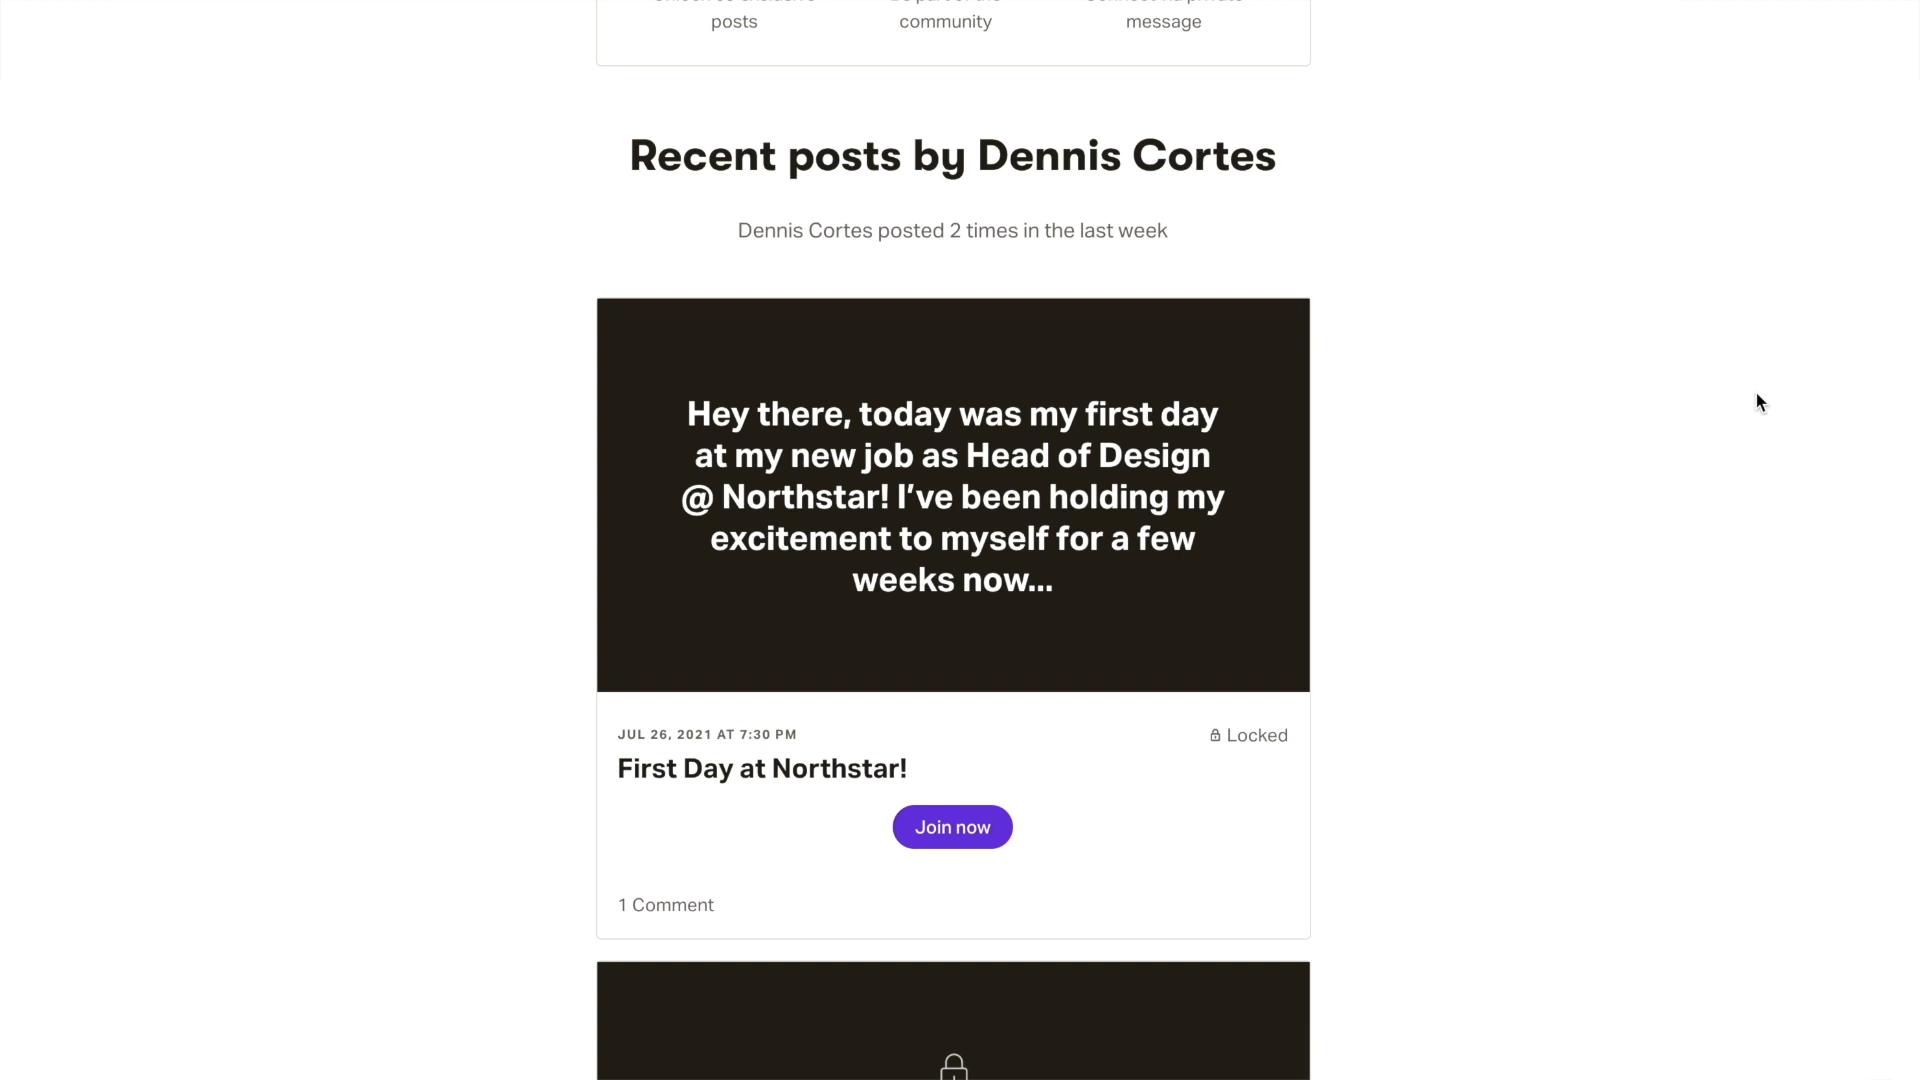 posts
community
message
Recent posts by Dennis Cortes
Dennis Cortes posted 2 times in the last week
Hey there, today was my first day
at my new job as Head of Design
@ Northstar! I’ve been holding my
excitement to myself for a few
weeks now...
JUL 26, 2021 AT 7:30 PM
Locked
First Day at Northstar!
Join now
1 Comment